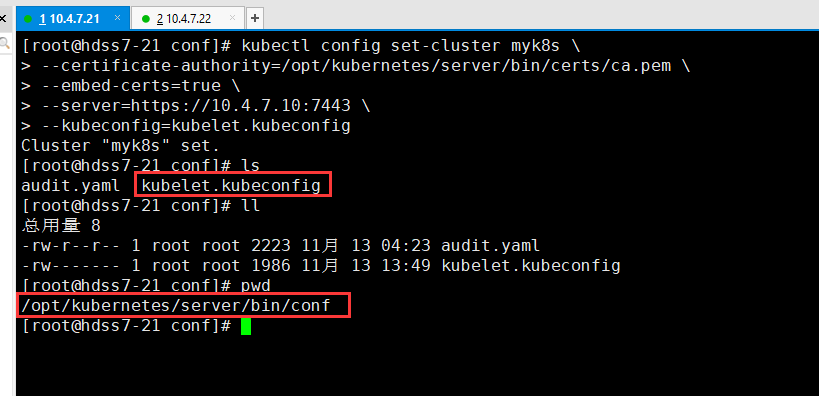 1 10.4.7.21 × 2 10.4.7.22 × +
[root@hdss7-21 conf]# kubectl config set-cluster myk8s \
> --certificate-authority=/opt/kubernetes/server/bin/certs/ca.pem \
> --embed-certs=true \
> --server=https://10.4.7.10:7443 \
> --kubeconfig=kubelet.kubeconfig
Cluster "myk8s" set.
[root@hdss7-21 conf]# ls
audit.yaml  kubelet.kubeconfig
[root@hdss7-21 conf]# ll
总用量 8
-rw-r--r-- 1 root root 2223 11月 13 04:23 audit.yaml
-rw------- 1 root root 1986 11月 13 13:49 kubelet.kubeconfig
[root@hdss7-21 conf]# pwd
/opt/kubernetes/server/bin/conf
[root@hdss7-21 conf]#